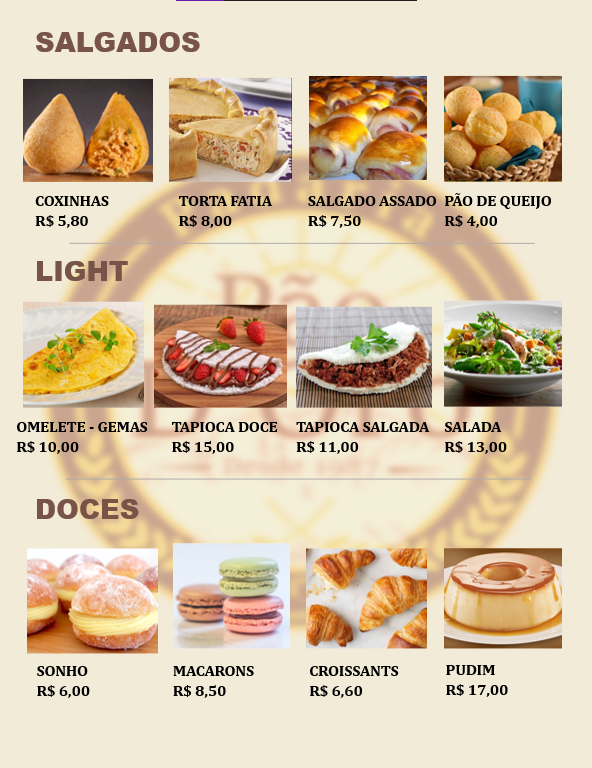 SALGADOS
COXINHAS
R$ 5,80
TORTA FATIA
R$ 8,00
SALGADO ASSADO
R$ 7,50
PÃO DE QUEIJO
R$ 4,00
LIGHT
OMELETE - GEMAS
R$ 10,00
TAPIOCA DOCE
R$ 15,00
TAPIOCA SALGADA
R$ 11,00
SALADA
R$ 13,00
Desde 1987
DOCES
SONHO
R$ 6,00
MACARONS
R$ 8,50
CROISSANTS
R$ 6,60
PUDIM
R$ 17,00